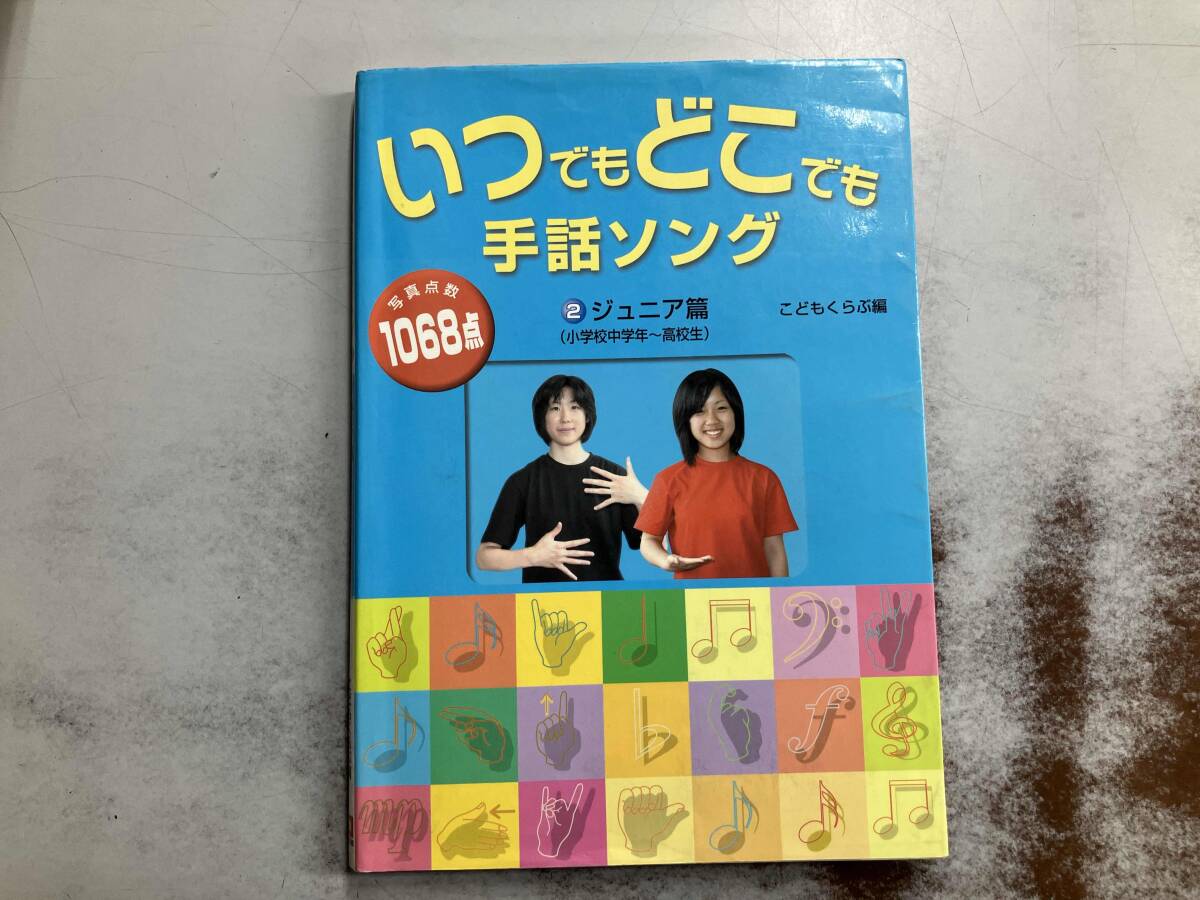 いつでもどこでも
手話ソング
写真点数
1068点
2 ジュニア篇
(小学校中学年〜高校生)
こどもくらぶ編
f
dim